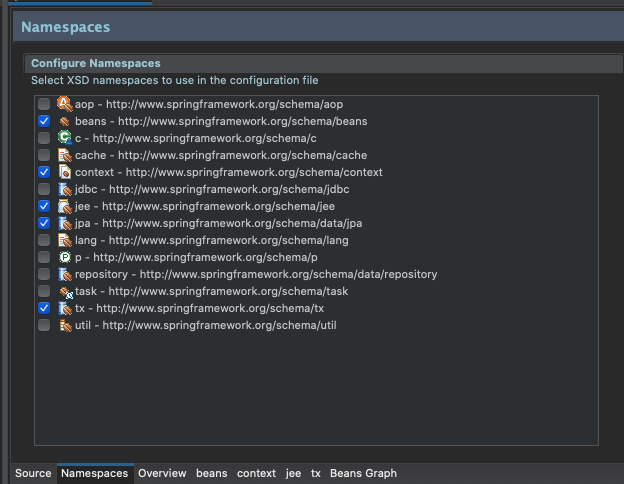 Namespaces
Configure Namespaces
Select XSD namespaces to use in the configuration file
aop - http://www.springframework.org/schema/aop
beans - http://www.springframework.org/schema/beans
c - http://www.springframework.org/schema/c
cache - http://www.springframework.org/schema/cache
context - http://www.springframework.org/schema/context
jdbc - http://www.springframework.org/schema/jdbc
jee - http://www.springframework.org/schema/jee
jpa - http://www.springframework.org/schema/data/jpa
lang - http://www.springframework.org/schema/lang
p - http://www.springframework.org/schema/p
repository - http://www.springframework.org/schema/data/repository
task - http://www.springframework.org/schema/task
tx - http://www.springframework.org/schema/tx
util - http://www.springframework.org/schema/util
Source Namespaces Overview beans context jee tx Beans Graph